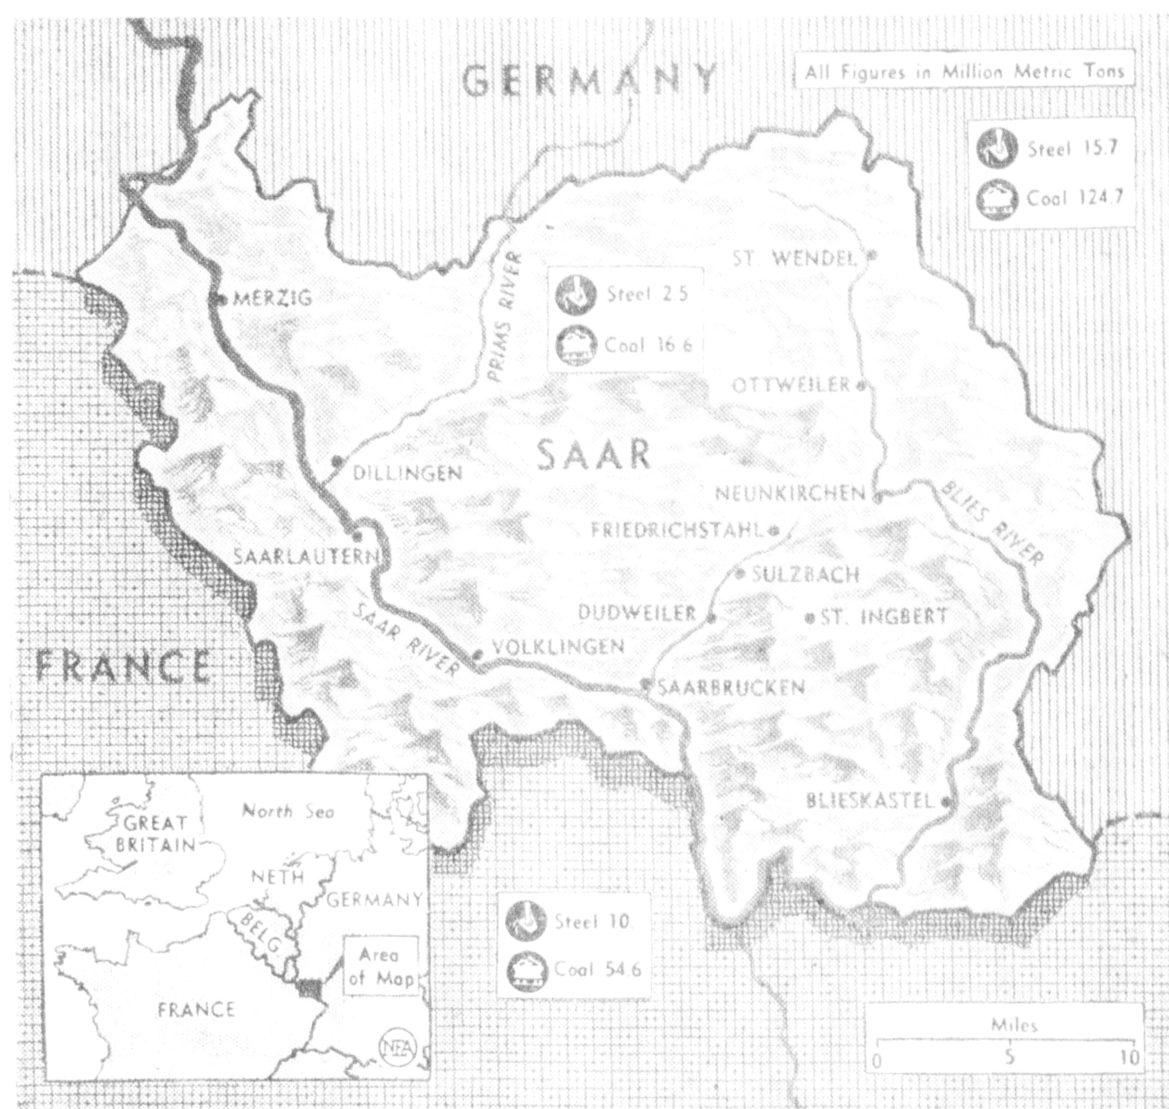 GERMANY
All Figures in Million Metric Tons
Steel 15.7
Coal 124.7
ST. WENDEL
PRIMS RIVER
MERZIG
Steel 2.5
Coal 16.6
OTTWEILER
SAAR
DILLINGEN
NEUNKIRCHEN
BLIES RIVER
FRIEDRICHSTAHL
SAARLAUTERN
SULZBACH
DUDWEILER
ST. INGBERT
SAAR RIVER
VOLKLINGEN
FRANCE
SAARBRUCKEN
BLIESKASTEL
North Sea
GREAT
BRITAIN
NETH
GERMANY
BELG
Area
of Map
FRANCE
NEA
Steel 10.
Coal 54.6
Miles
0 5 10